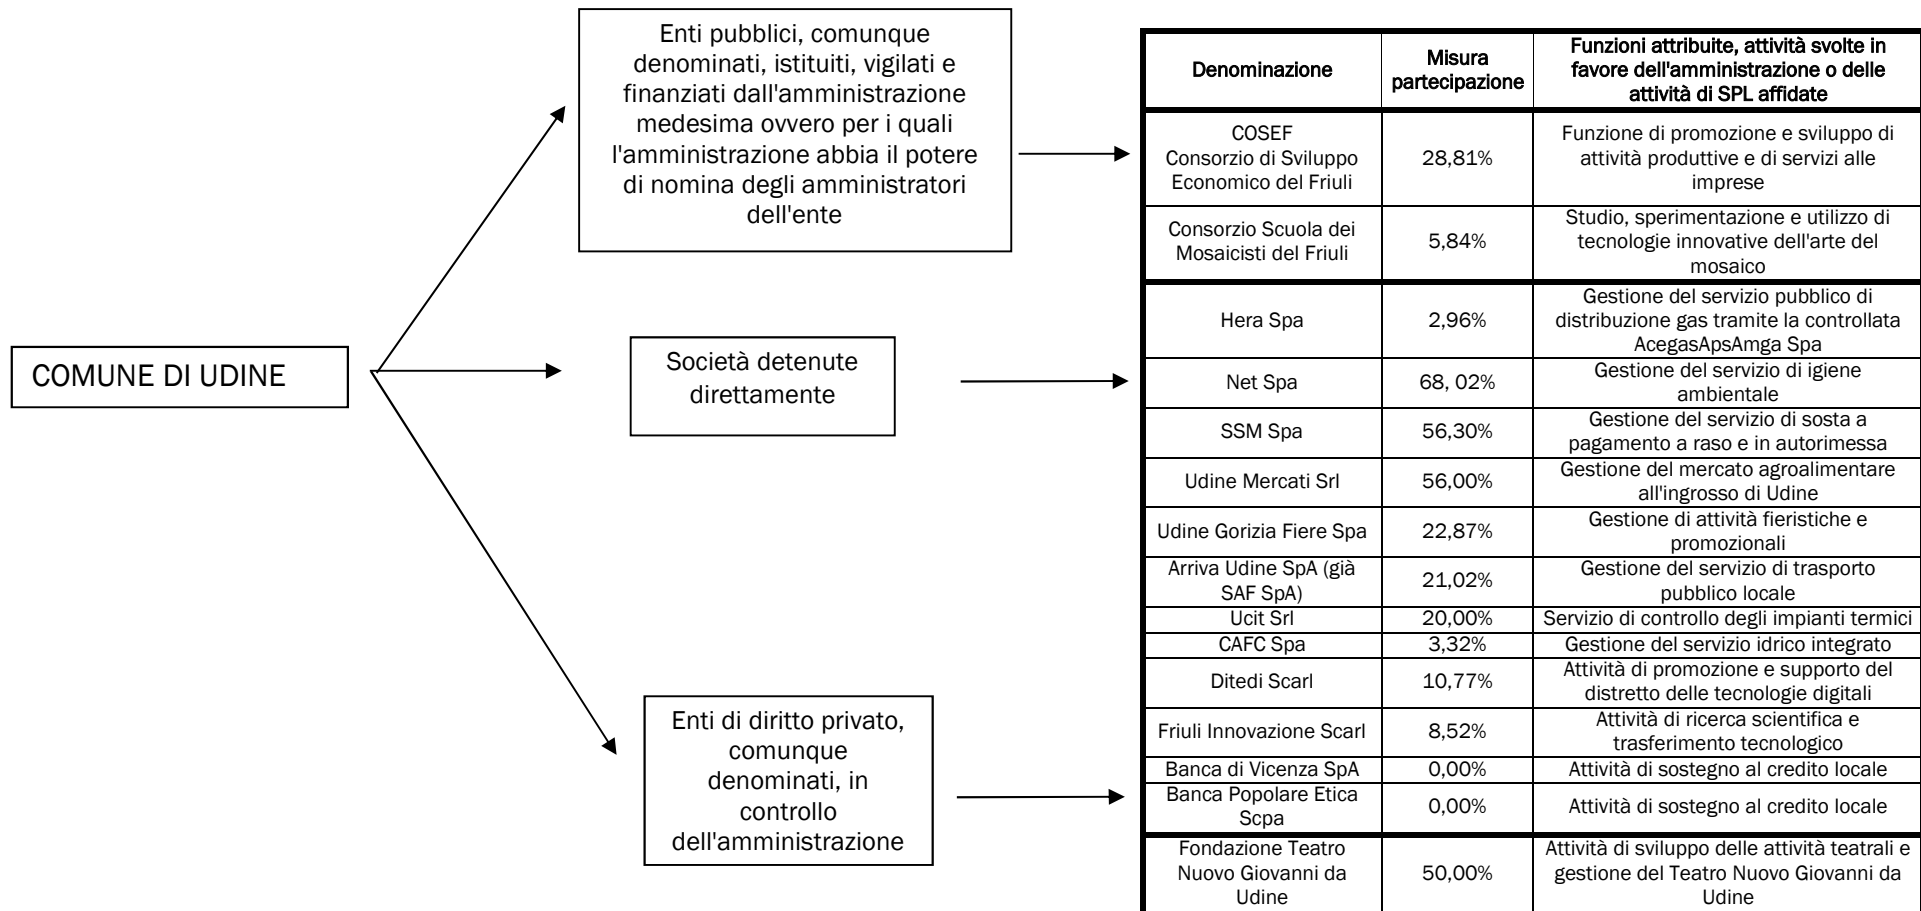 COMUNE DI UDINE
Enti pubblici, comunque
denominati, istituiti, vigilati e
finanziati dall'amministrazione
medesima ovvero per i quali
l'amministrazione abbia il potere
di nomina degli amministratori
dell'ente
Società detenute
direttamente
Enti di diritto privato,
comunque
denominati, in
controllo
dell'amministrazione
Denominazione
Misura
partecipazione
Funzioni attribuite, attività svolte in
favore dell'amministrazione o delle
attività di SPL affidate
COSEF
Consorzio di Sviluppo
Economico del Friuli
28,81%
Funzione di promozione e sviluppo di
attività produttive e di servizi alle
imprese
Consorzio Scuola dei
Mosaicisti del Friuli
5,84%
Studio, sperimentazione e utilizzo di
tecnologie innovative dell'arte del
mosaico
Hera Spa
2,96%
Gestione del servizio pubblico di
distribuzione gas tramite la controllata
AcegasApsAmga Spa
Net Spa
68, 02%
Gestione del servizio di igiene
ambientale
SSM Spa
56,30%
Gestione del servizio di sosta a
pagamento a raso e in autorimessa
Udine Mercati Srl
56,00%
Gestione del mercato agroalimentare
all'ingrosso di Udine
Udine Gorizia Fiere Spa
22,87%
Gestione di attività fieristiche e
promozionali
Arriva Udine SpA (già
SAF SpA)
21,02%
Gestione del servizio di trasporto
pubblico locale
Ucit Srl
20,00%
Servizio di controllo degli impianti termici
CAFC Spa
3,32%
Gestione del servizio idrico integrato
Ditedi Scarl
10,77%
Attività di promozione e supporto del
distretto delle tecnologie digitali
Friuli Innovazione Scarl
8,52%
Attività di ricerca scientifica e
trasferimento tecnologico
Banca di Vicenza SpA
0,00%
Attività di sostegno al credito locale
Banca Popolare Etica
Scpa
0,00%
Attività di sostegno al credito locale
Fondazione Teatro
Nuovo Giovanni da
Udine
50,00%
Attività di sviluppo delle attività teatrali e
gestione del Teatro Nuovo Giovanni da
Udine